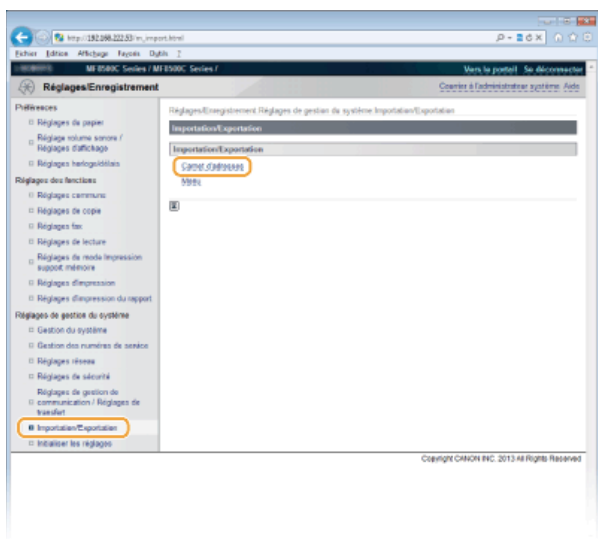 http://192.168.222.53/m_import.html
Fichier Edition Affichage Favoris Outils ?
MF8500C Series / MF8500C Series /
Vers le portail Se déconnecter
Réglages/Enregistrement
Courrier à l'administrateur système Aide
Préférences
Réglages du papier
Réglage volume sonore /
Réglages d'affichage
Réglages horloge/délais
Réglages des fonctions
Réglages communs
Réglages de copie
Réglages fax
Réglages de lecture
Réglages de mode Impression
support mémoire
Réglages d'impression
Réglages d'impression du rapport
Réglages de gestion du système
Gestion du système
Gestion des numéros de service
Réglages réseau
Réglages de sécurité
Réglages de gestion de
communication / Réglages de
transfert
Importation/Exportation
Initialiser les réglages
Réglages/Enregistrement:Réglages de gestion du système:Importation/Exportation
Importation/Exportation
Importation/Exportation
Carnet d'adresses
Menu
Copyright CANON INC. 2013 All Rights Reserved